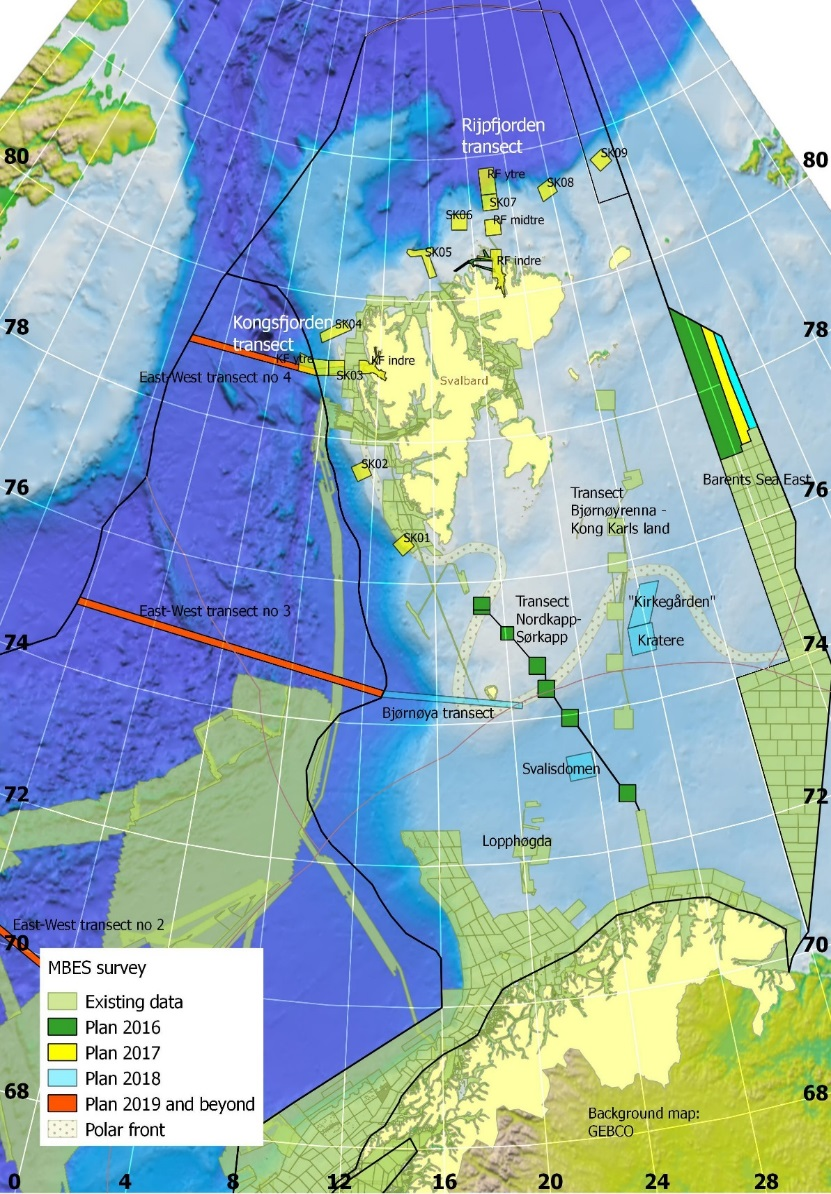 Rijpfjorden
transect
80
80
SK09
RF ytre
SK08
SK07
SK06
RF midtre
SK05
RF indre
78
78
Kongsfjorden
transect
SK04
KF ytre
KF indre
East-West transect no 4
SK03
Svalbard
SK02
76
76
Barents Sea East
Transect
Bjørnøyrenna -
Kong Karls land
SK01
East-West transect no 3
Transect
Nordkapp-
Sørkapp
"Kirkegården"
Kratere
74
74
Bjørnøya transect
Svalisdomen
72
72
Lopphøgda
East-West transect no 2
70
70
MBES survey
Existing data
Plan 2016
Plan 2017
Plan 2018
Plan 2019 and beyond
Polar front
68
68
Background map:
GEBCO
0
4
8
12
16
20
24
28